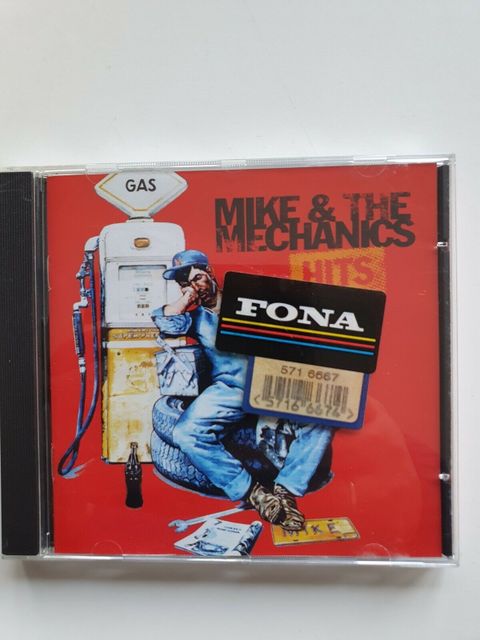 GAS
MIKE & THE
MECHANICS
HITS
FONA
571 6667
MIKE